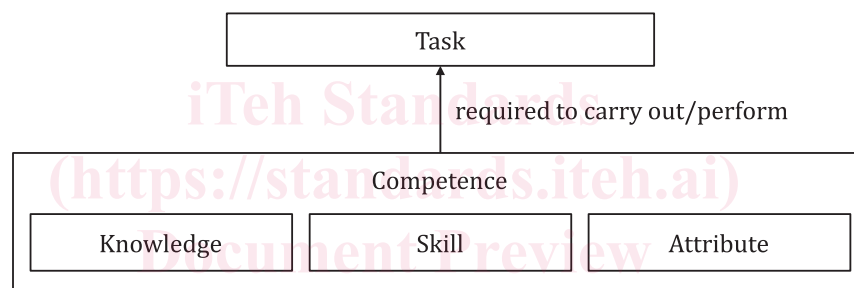 Task
iTeh Standards
required to carry out/perform
(https://standards.iteh.ai)
Competence
Knowledge Skill Attribute
Document Preview